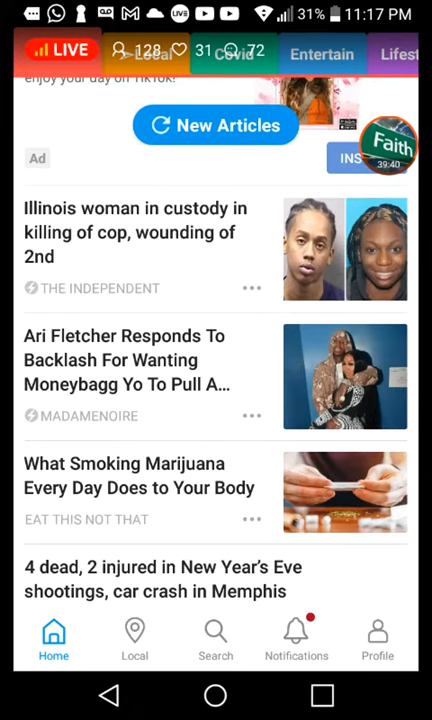 31% 11:17 PM
LIVE 128 31 72
Local Covid Entertain Lifest
enjoy your day on TikTok!
New Articles
Ad
INS
Faith
39:40
Illinois woman in custody in
killing of cop, wounding of
2nd
THE INDEPENDENT
Ari Fletcher Responds To
Backlash For Wanting
Moneybagg Yo To Pull A...
MADAMENOIRE
What Smoking Marijuana
Every Day Does to Your Body
EAT THIS NOT THAT
4 dead, 2 injured in New Year's Eve
shootings, car crash in Memphis
Home Local Search Notifications Profile